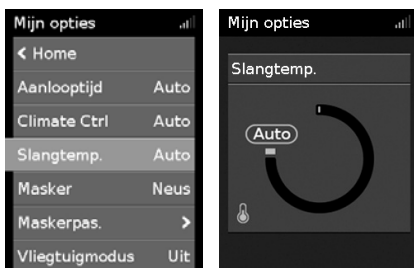 Mijn opties
< Home
Aanlooptijd Auto
Climate Ctrl Auto
Slangtemp. Auto
Masker Neus
Maskerpas. >
Vliegtuigmodus Uit
Mijn opties
Slangtemp.
Auto